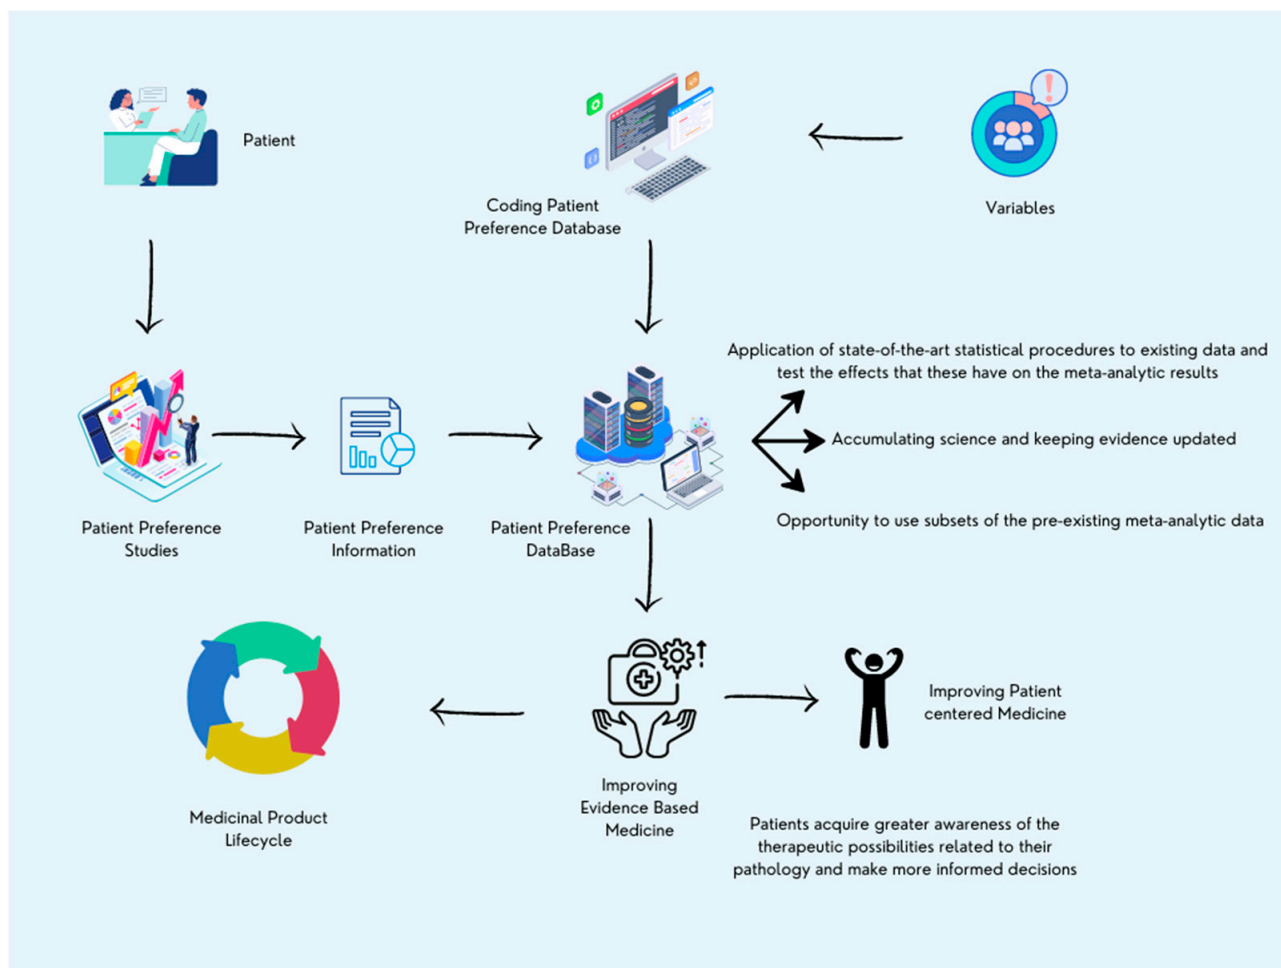 Patient
Coding Patient
Preference Database
Variables
Application of state-of-the-art statistical procedures to existing data and
test the effects that these have on the meta-analytic results
Accumulating science and keeping evidence updated
Opportunity to use subsets of the pre-existing meta-analytic data
Patient Preference
Studies
Patient Preference
Information
Patient Preference
DataBase
Medicinal Product
Lifecycle
Improving
Evidence Based
Medicine
Improving Patient
centered Medicine
Patients acquire greater awareness of the
therapeutic possibilities related to their
pathology and make more informed decisions